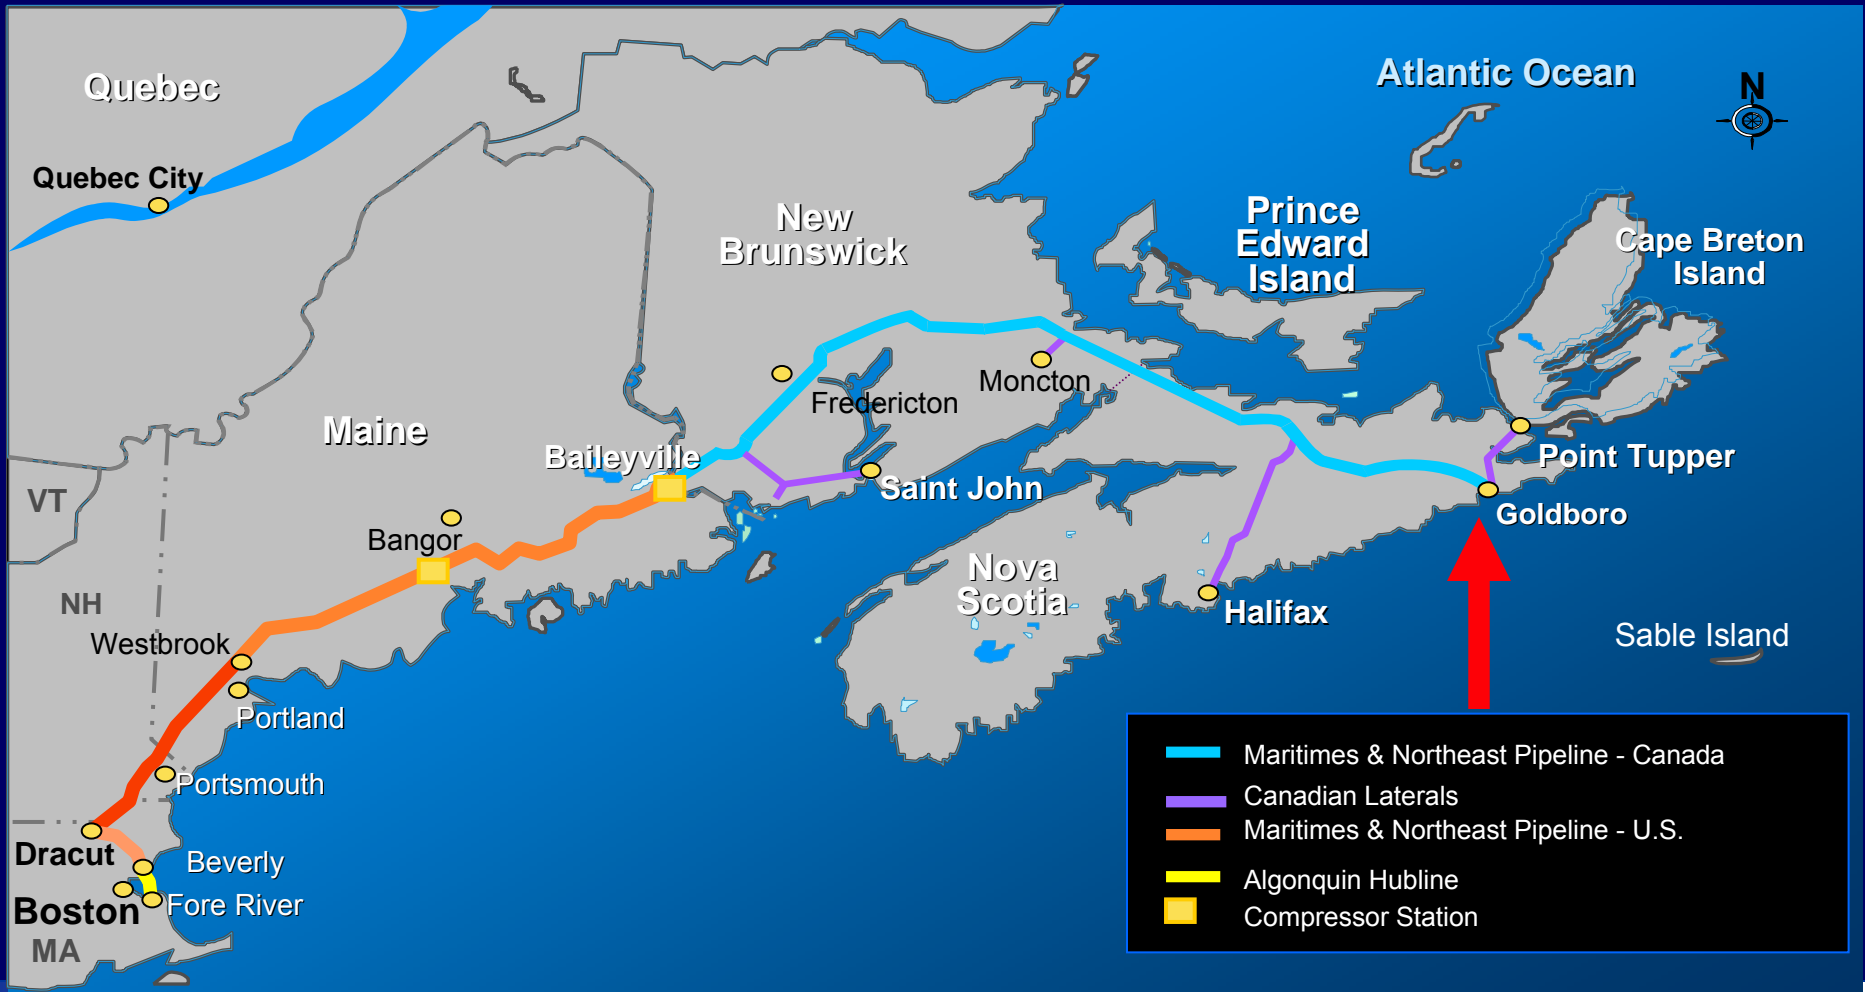 Atlantic Ocean
N
Quebec
Quebec City
New
Brunswick
Prince
Edward
Island
Cape Breton
Island
Moncton
Fredericton
Maine
Baileyville
Point Tupper
Saint John
VT
Goldboro
Bangor
Nova
Scotia
NH
Halifax
Westbrook
Sable Island
Portland
Portsmouth
Maritimes & Northeast Pipeline - Canada
Canadian Laterals
Maritimes & Northeast Pipeline - U.S.
Algonquin Hubline
Compressor Station
Dracut
Beverly
Boston
Fore River
MA